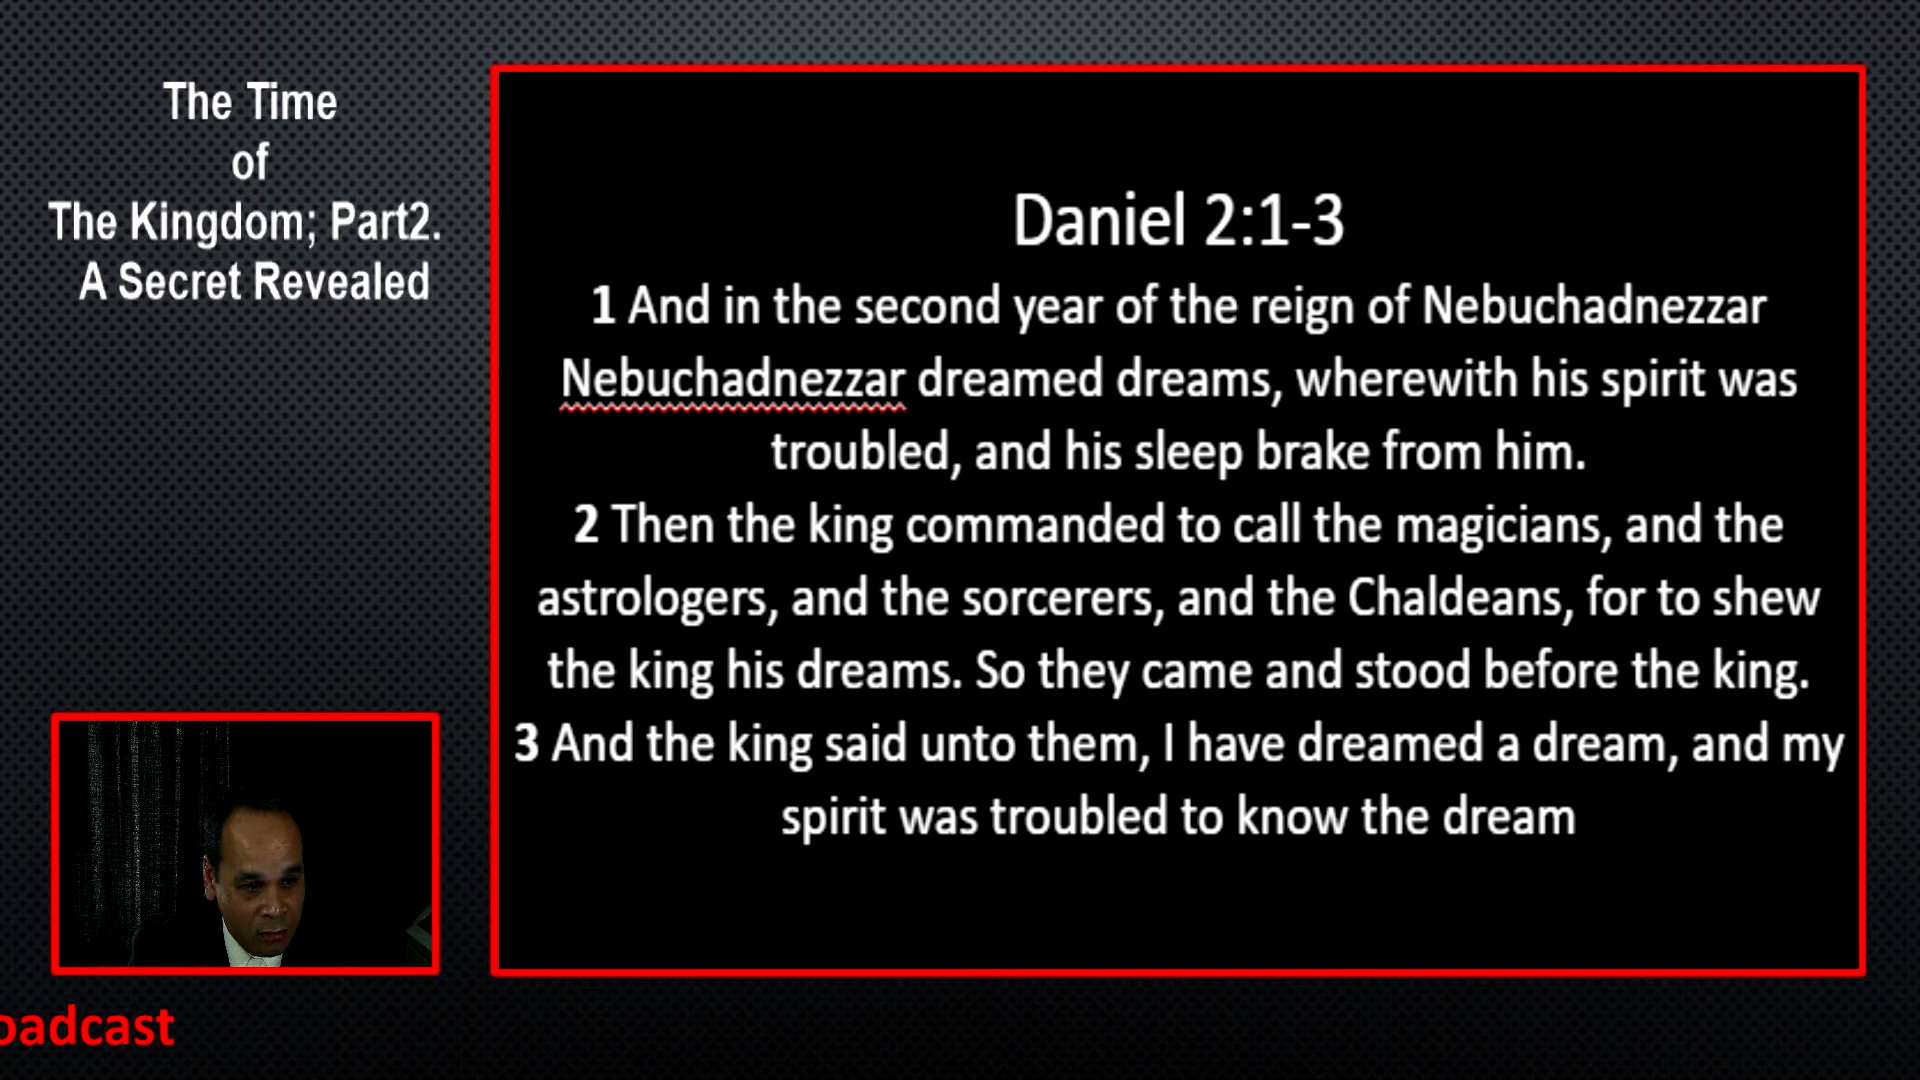 The Time
of
The Kingdom; Part2.
A Secret Revealed
Daniel 2:1-3
1 And in the second year of the reign of Nebuchadnezzar
Nebuchadnezzar dreamed dreams, wherewith his spirit was
troubled, and his sleep brake from him.
2 Then the king commanded to call the magicians, and the
astrologers, and the sorcerers, and the Chaldeans, for to shew
the king his dreams. So they came and stood before the king.
3 And the king said unto them, I have dreamed a dream, and my
spirit was troubled to know the dream
oadcast